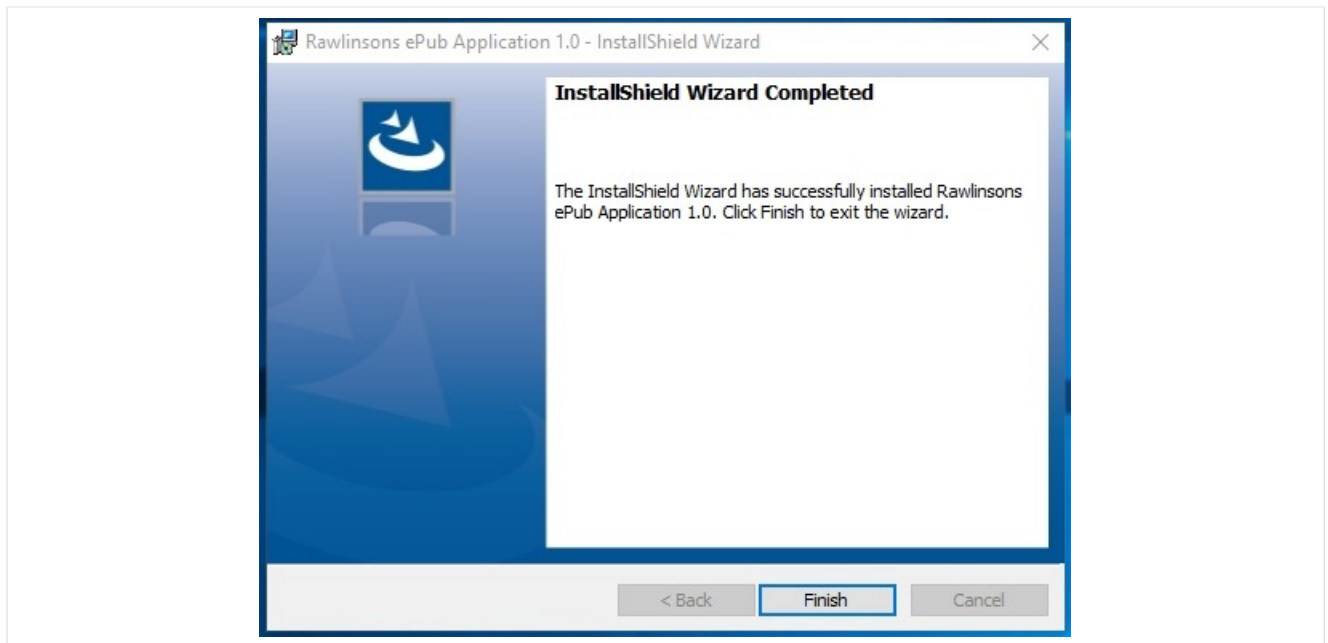 Rawlinsons ePub Application 1.0 - InstallShield Wizard
InstallShield Wizard Completed
The InstallShield Wizard has successfully installed Rawlinsons
ePub Application 1.0. Click Finish to exit the wizard.
< Back Finish Cancel